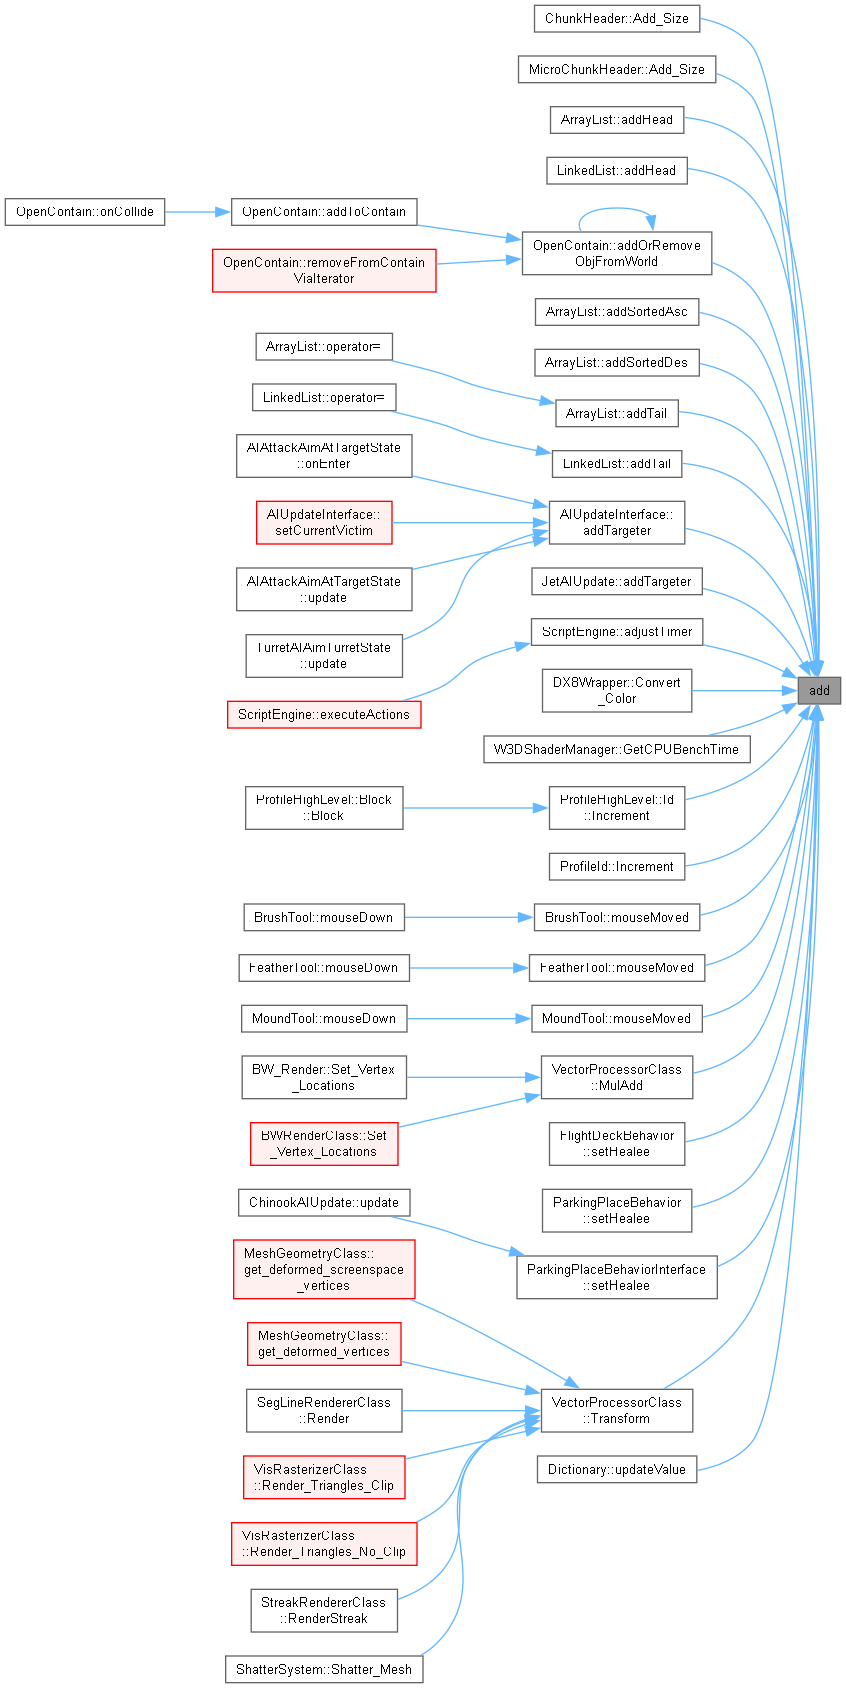 ChunkHeader::Add_Size
MicroChunkHeader::Add_Size
ArrayList::addHead
LinkedList::addHead
OpenContain::onCollide
OpenContain::addToContain
OpenContain::addOrRemove
ObjFromWorld
OpenContain::removeFromContain
ViaIterator
ArrayList::addSortedAsc
ArrayList::operator=
ArrayList::addSortedDes
LinkedList::operator=
ArrayList::addTail
AIAttackAimAtTargetState
::onEnter
LinkedList::addTail
AIUpdateInterface::
setCurrentVictim
AIUpdateInterface::
addTargeter
AIAttackAimAtTargetState
::update
JetAIUpdate::addTargeter
TurretAIAimTurretState
::update
ScriptEngine::adjustTimer
ScriptEngine::executeActions
DX8Wrapper::Convert
_Color
add
W3DShaderManager::GetCPUBenchTime
ProfileHighLevel::Block
::Block
ProfileHighLevel::Id
::Increment
ProfileId::Increment
BrushTool::mouseDown
BrushTool::mouseMoved
FeatherTool::mouseDown
FeatherTool::mouseMoved
MoundTool::mouseDown
MoundTool::mouseMoved
BW_Render::Set_Vertex
_Locations
VectorProcessorClass
::MulAdd
BWRenderClass::Set
_Vertex_Locations
FlightDeckBehavior
::setHealee
ChinookAIUpdate::update
ParkingPlaceBehavior
::setHealee
MeshGeometryClass::
get_deformed_screenspace
_vertices
ParkingPlaceBehaviorInterface
::setHealee
MeshGeometryClass::
get_deformed_vertices
SegLineRendererClass
::Render
VectorProcessorClass
::Transform
VisRasterizerClass
::Render_Triangles_Clip
Dictionary::updateValue
VisRasterizerClass
::Render_Triangles_No_Clip
StreakRendererClass
::RenderStreak
ShatterSystem::Shatter_Mesh